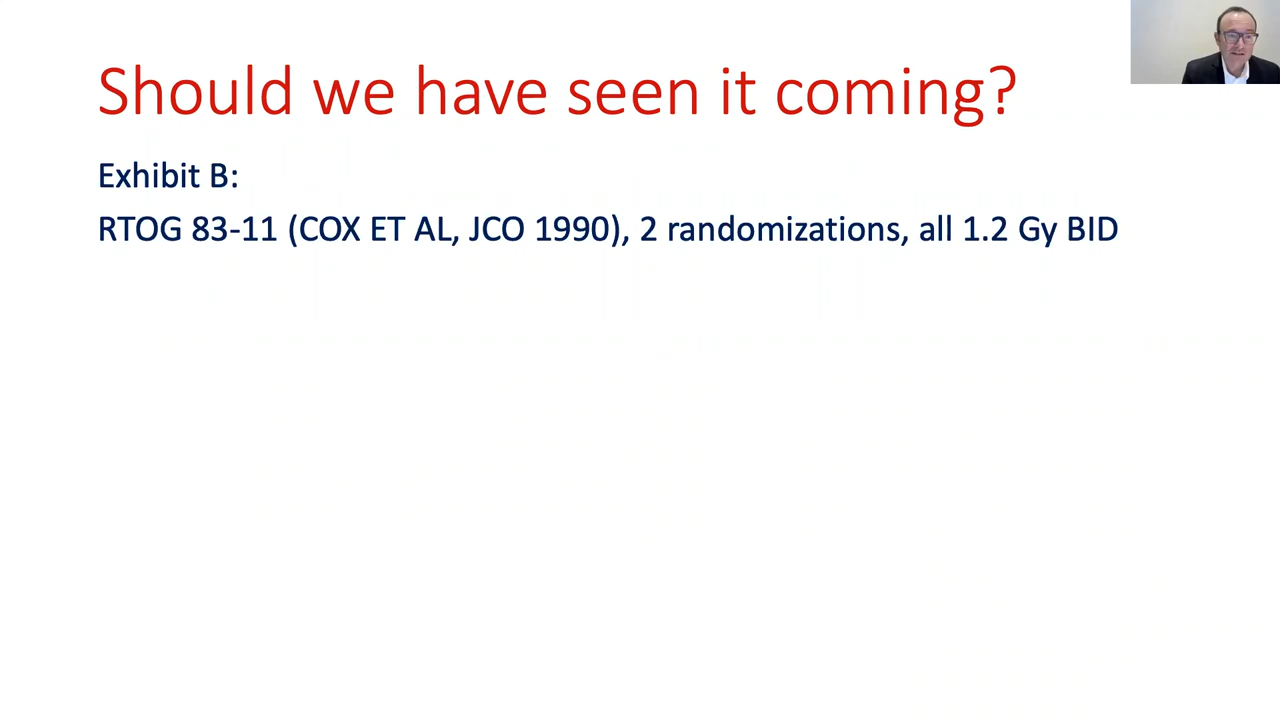 Should we have seen it coming?
Exhibit B:
RTOG 83-11 (COX ET AL, JCO 1990), 2 randomizations, all 1.2 Gy BID